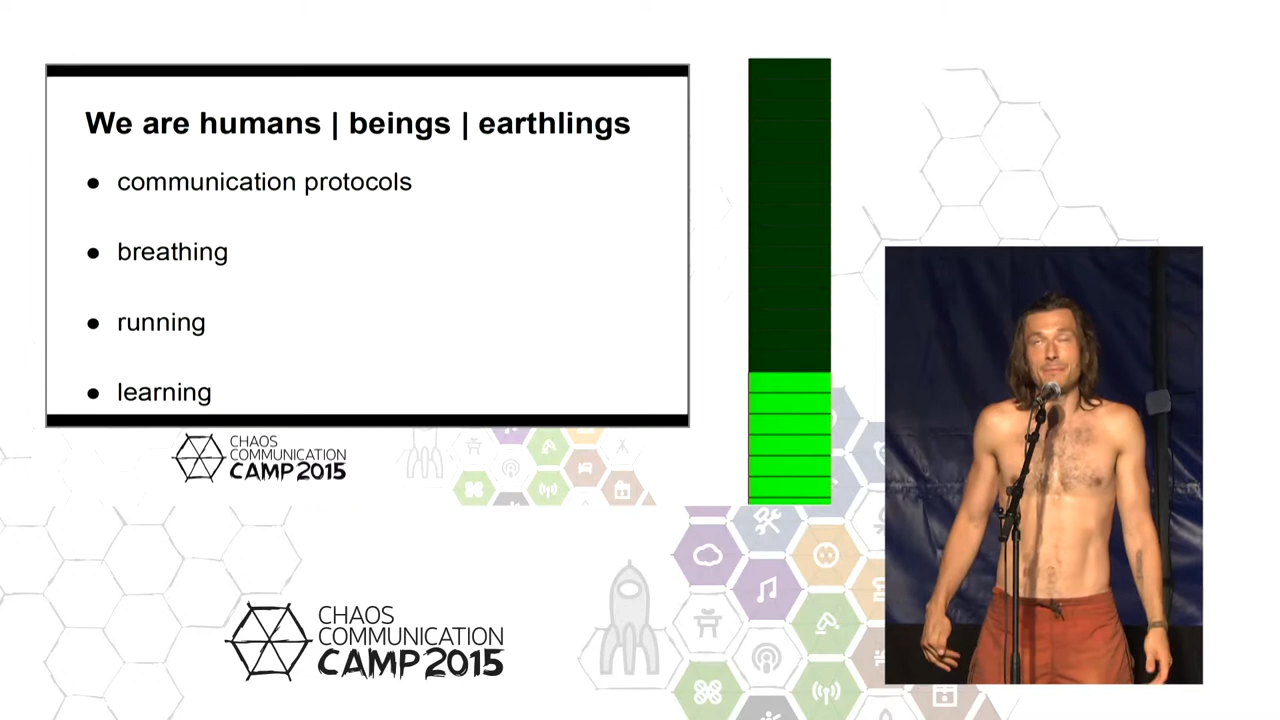 We are humans | beings | earthlings
● communication protocols
● breathing
● running
● learning
CHAOS
COMMUNICATION
CAMP 2015
CHAOS
COMMUNICATION
CAMP 2015